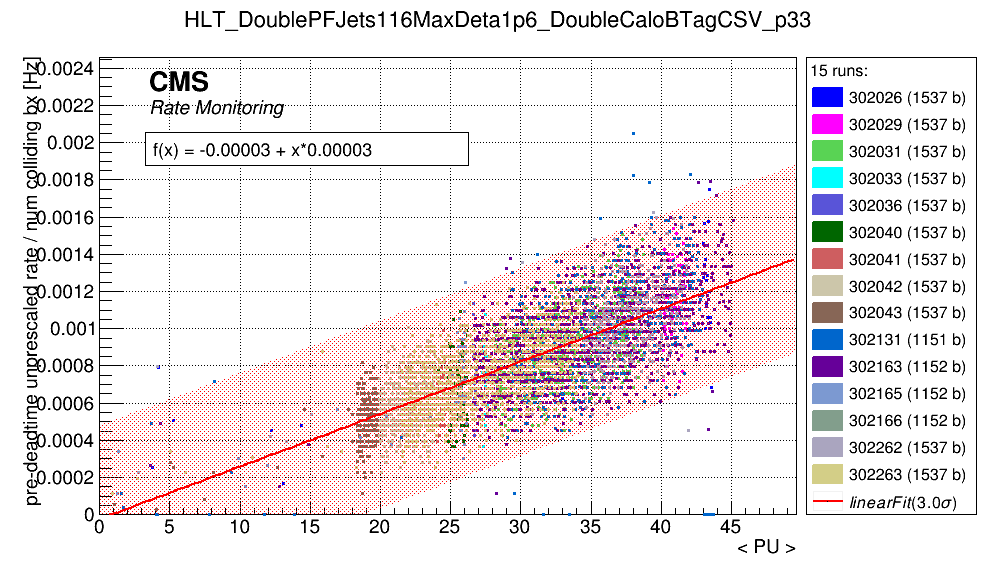 HLT_DoublePFJets116MaxDeta1p6_DoubleCaloBTagCSV_p33
pre-deadtime unprescaled rate / num colliding bx [Hz]
CMS
Rate Monitoring
f(x) = -0.00003 + x*0.00003
0.0024
0.0022
0.002
0.0018
0.0016
0.0014
0.0012
0.001
0.0008
0.0006
0.0004
0.0002
0
0 5 10 15 20 25 30 35 40 45
< PU >
15 runs:
302026 (1537 b)
302029 (1537 b)
302031 (1537 b)
302033 (1537 b)
302036 (1537 b)
302040 (1537 b)
302041 (1537 b)
302042 (1537 b)
302043 (1537 b)
302131 (1151 b)
302163 (1152 b)
302165 (1152 b)
302166 (1152 b)
302262 (1537 b)
302263 (1537 b)
linearFit(3.0σ)